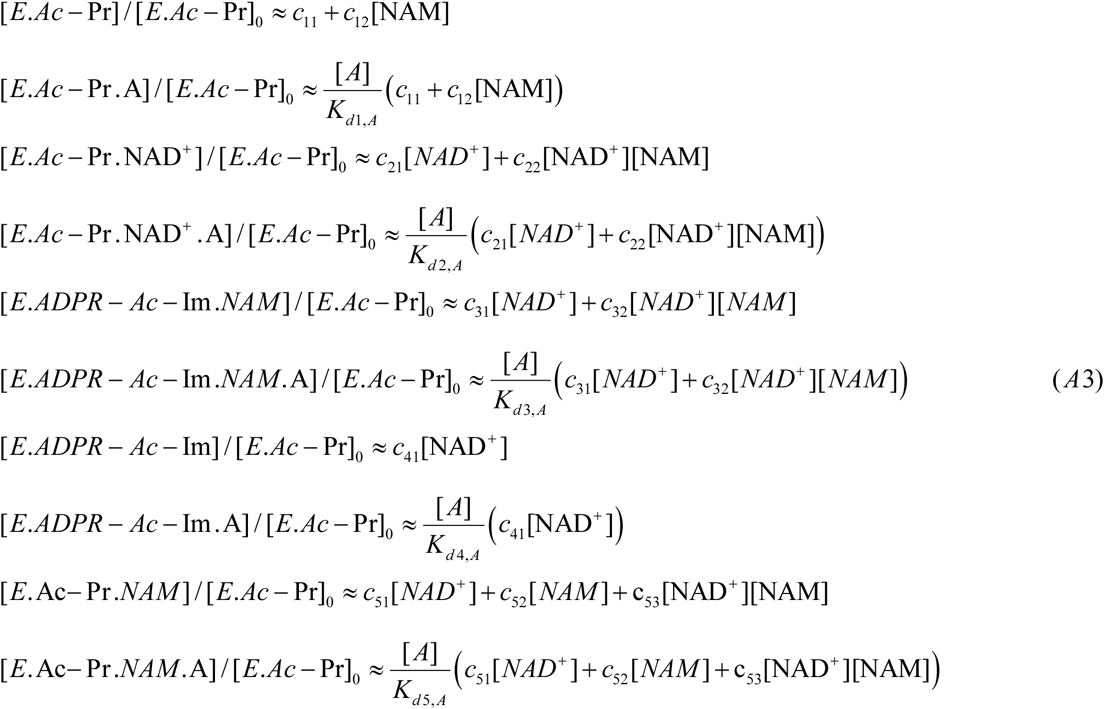 [E.Ac−Pr]/[E.Ac−Pr]₀ ≈ c₁₁ + c₁₂[NAM]
[E.Ac−Pr.A]/[E.Ac−Pr]₀ ≈ \frac{[A]}{K_{d1,A}}(c₁₁ + c₁₂[NAM])
[E.Ac−Pr.NAD⁺]/[E.Ac−Pr]₀ ≈ c₂₁[NAD⁺] + c₂₂[NAD⁺][NAM]
[E.Ac−Pr.NAD⁺.A]/[E.Ac−Pr]₀ ≈ \frac{[A]}{K_{d2,A}}(c₂₁[NAD⁺] + c₂₂[NAD⁺][NAM])
[E.ADPR−Ac−Im.NAM]/[E.Ac−Pr]₀ ≈ c₃₁[NAD⁺] + c₃₂[NAD⁺][NAM]
[E.ADPR−Ac−Im.NAM.A]/[E.Ac−Pr]₀ ≈ \frac{[A]}{K_{d3,A}}(c₃₁[NAD⁺] + c₃₂[NAD⁺][NAM]) (A3)
[E.ADPR−Ac−Im]/[E.Ac−Pr]₀ ≈ c₄₁[NAD⁺]
[E.ADPR−Ac−Im.A]/[E.Ac−Pr]₀ ≈ \frac{[A]}{K_{d4,A}}(c₄₁[NAD⁺])
[E.Ac−Pr.NAM]/[E.Ac−Pr]₀ ≈ c₅₁[NAD⁺] + c₅₂[NAM] + c₅₃[NAD⁺][NAM]
[E.Ac−Pr.NAM.A]/[E.Ac−Pr]₀ ≈ \frac{[A]}{K_{d5,A}}(c₅₁[NAD⁺] + c₅₂[NAM] + c₅₃[NAD⁺][NAM])